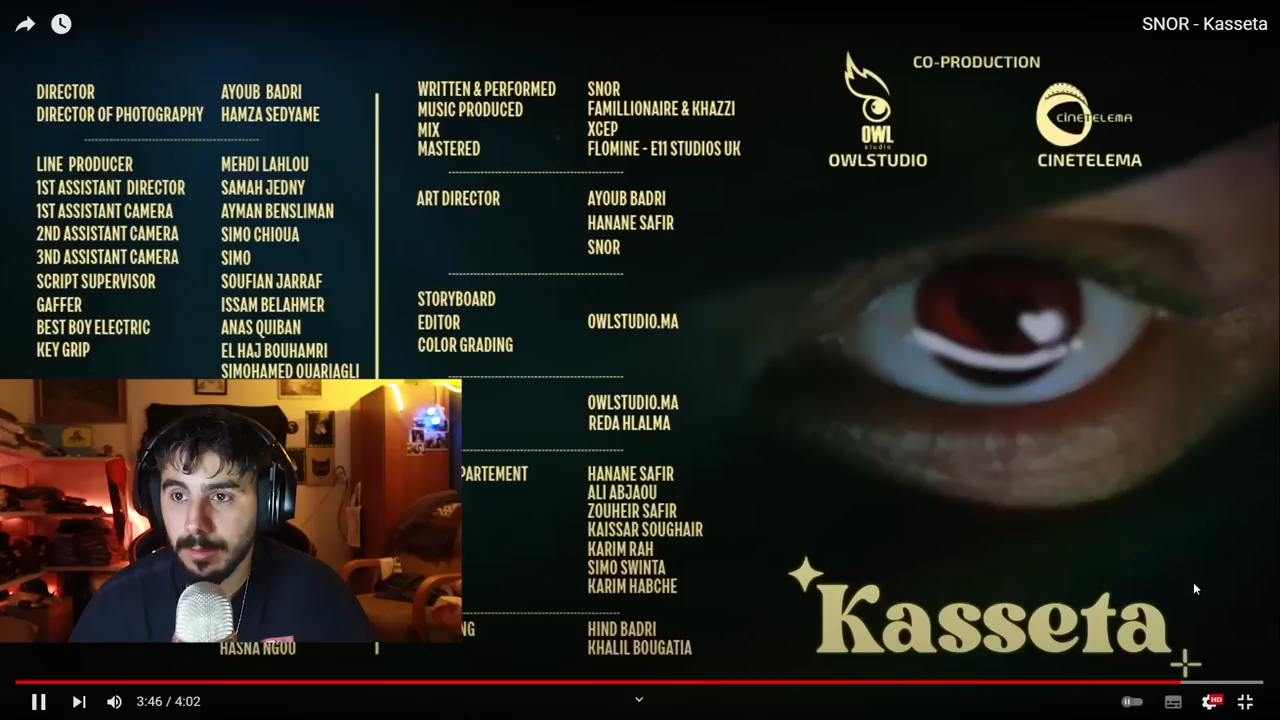 SNOR - Kasseta
DIRECTOR AYOUB BADRI
DIRECTOR OF PHOTOGRAPHY HAMZA SEDYAME
LINE PRODUCER MEHDI LAHLOU
1ST ASSISTANT DIRECTOR SAMAH JEDNY
1ST ASSISTANT CAMERA AYMAN BENSLIMAN
2ND ASSISTANT CAMERA SIMO CHIOUA
3ND ASSISTANT CAMERA SIMO
SCRIPT SUPERVISOR SOUFIAN JARRAF
GAFFER ISSAM BELAHMER
BEST BOY ELECTRIC ANAS QUIBAN
KEY GRIP EL HAJ BOUHAMRI
SIMOHAMED OUARIAGLI
HASNA NGOU
WRITTEN & PERFORMED SNOR
MUSIC PRODUCED FAMILLIONAIRE & KHAZZI
MIX XCEP
MASTERED FLOMINE - E11 STUDIOS UK
ART DIRECTOR AYOUB BADRI
HANANE SAFIR
SNOR
STORYBOARD
EDITOR OWLSTUDIO.MA
COLOR GRADING
OWLSTUDIO.MA
REDA HLALMA
PARTEMENT HANANE SAFIR
ALI ABJAOU
ZOUHEIR SAFIR
KAISSAR SOUGHAIR
KARIM RAH
SIMO SWINTA
KARIM HABCHE
NG HIND BADRI
KHALIL BOUGATIA
CO-PRODUCTION
OWL
studio
OWLSTUDIO
CINETELEMA
CINETELEMA
Kasseta
3:46 / 4:02
HD